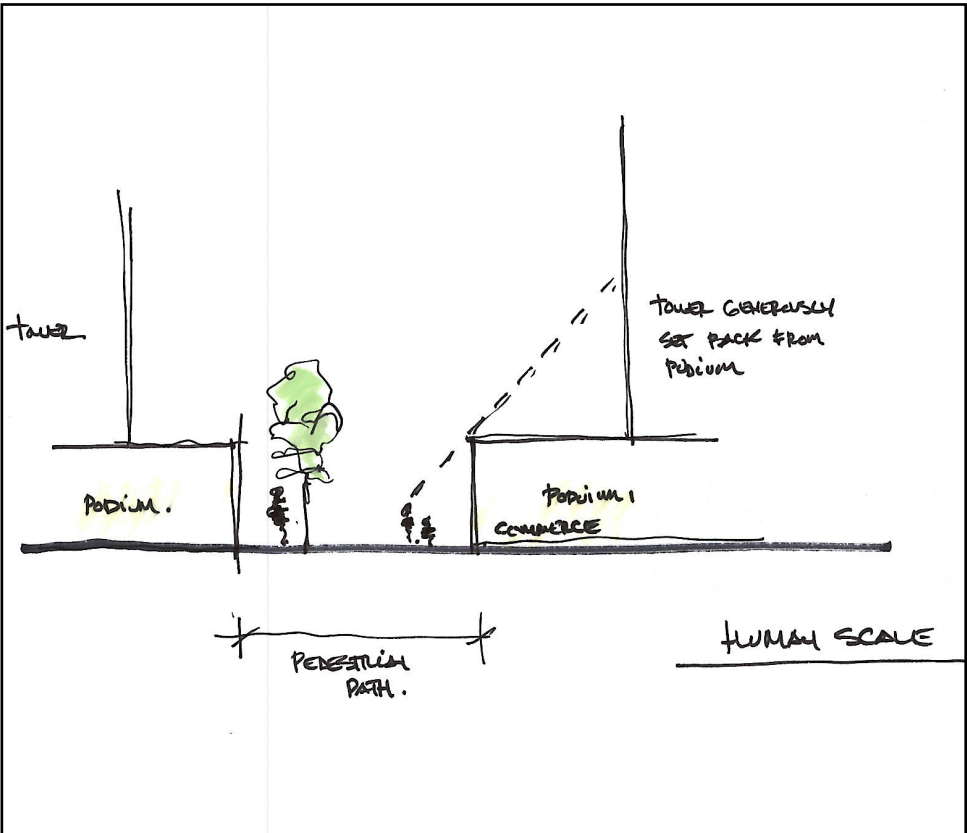 TOWER
TOWER GENEROUSLY
SET BACK FROM
PODIUM
PODIUM.
PODIUM,
COMMERCE
PEDESTRIAN
PATH.
HUMAN SCALE